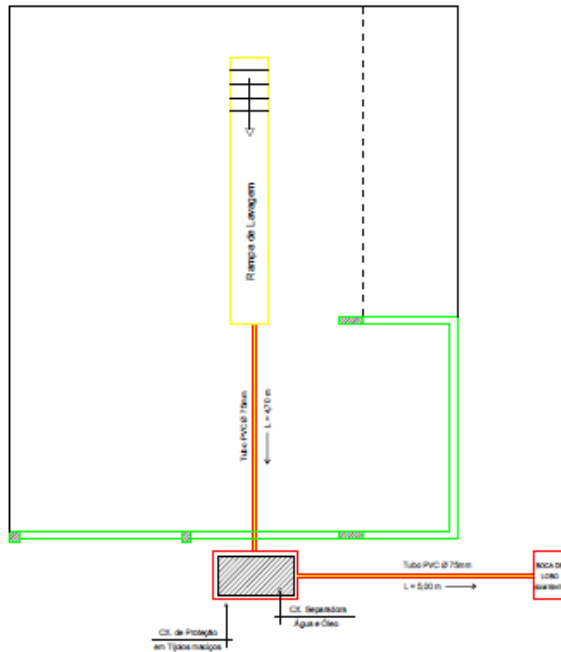 Rampa de Lavagem
Tubo PVC Ø 75mm
L = 4,70 m
Tubo PVC Ø 75mm
L = 5,00 m
BOCA DE
LOBO
CX. Separadora
Água e Óleo
CX. de Proteção
em Tijolos maciços